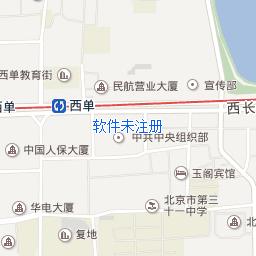 西单教育街
民航营业大厦
宣传部
西单
西单
西长
软件未注册
中共中央组织部
中国人保大厦
玉阁宾馆
华电大厦
北京市第三
十一中学
复地